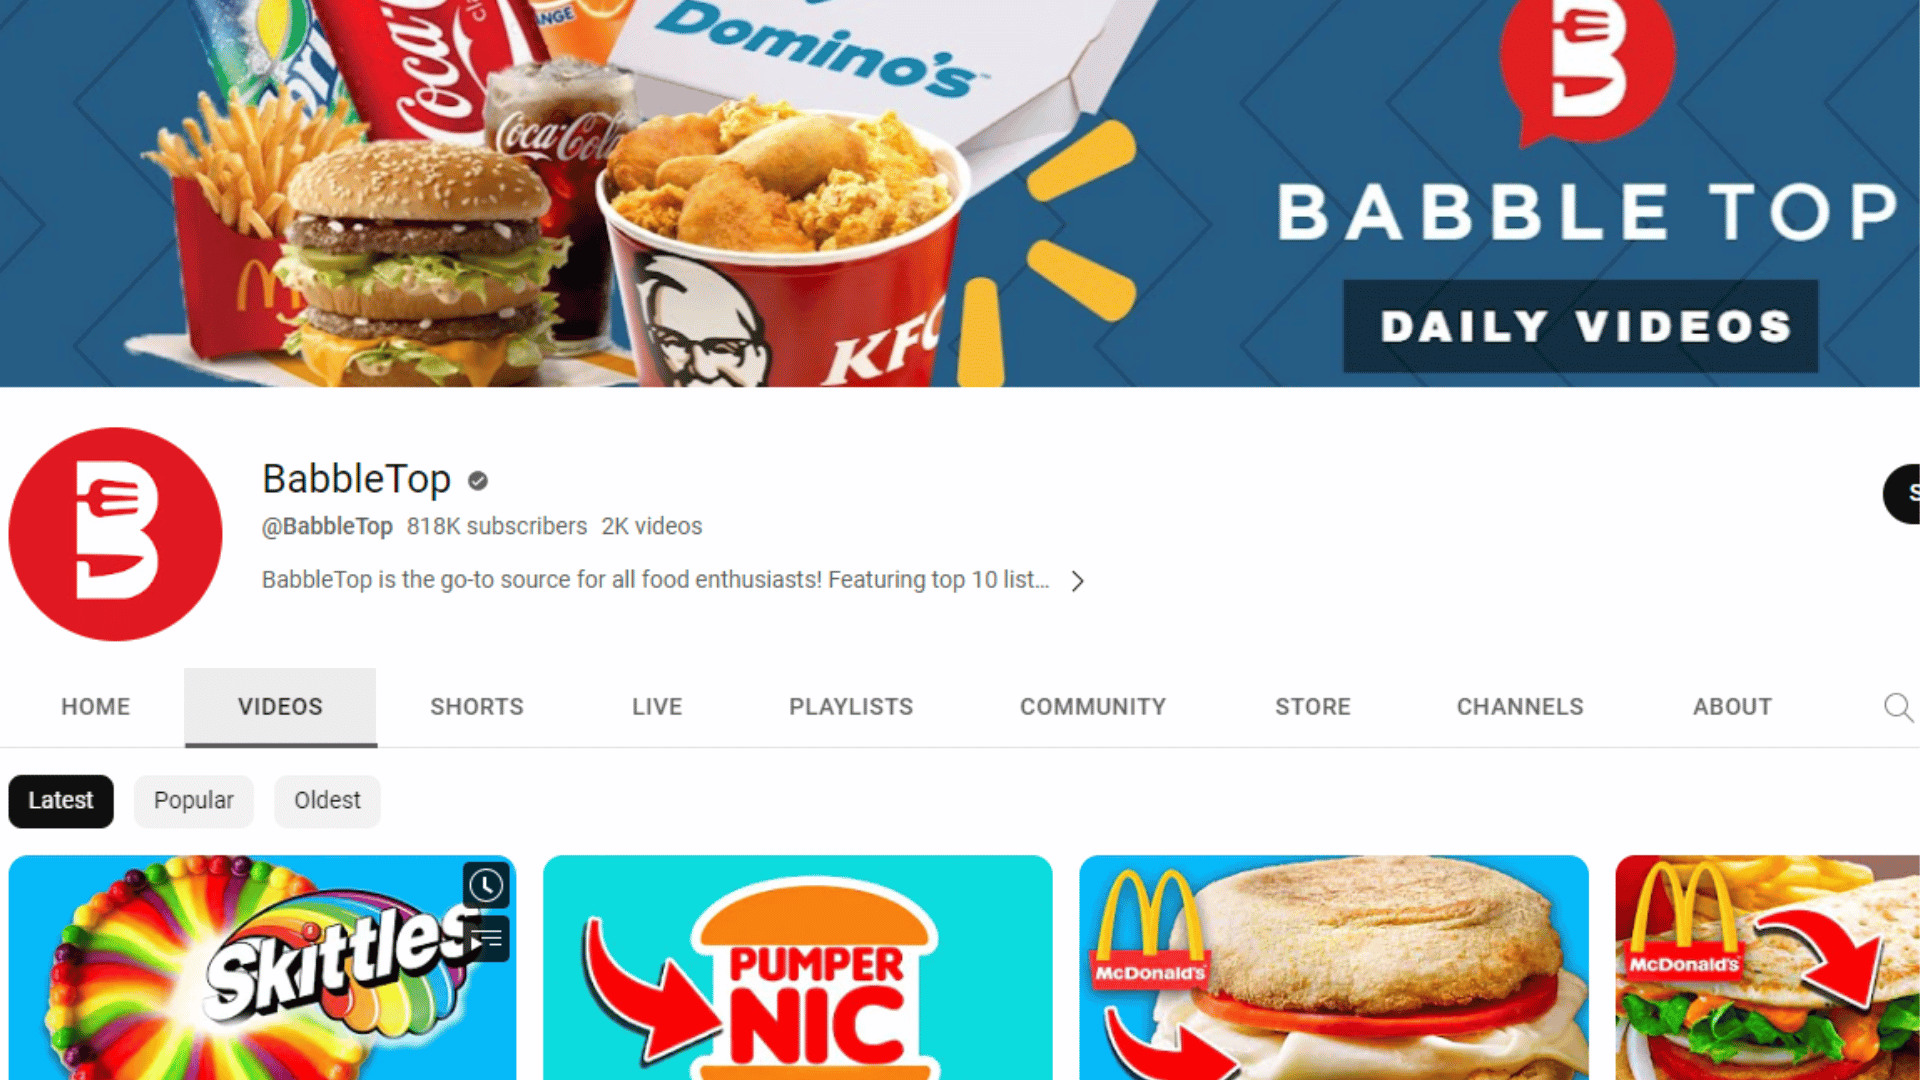 Domino's
Coca
Coca-Cola
KFC
B
BABBLE TOP
DAILY VIDEOS
B
BabbleTop
@BabbleTop 818K subscribers 2K videos
BabbleTop is the go-to source for all food enthusiasts! Featuring top 10 list...
HOME VIDEOS SHORTS LIVE PLAYLISTS COMMUNITY STORE CHANNELS ABOUT
Latest Popular Oldest
Skittles
PUMPER
NIC
McDonald's
McDonald's